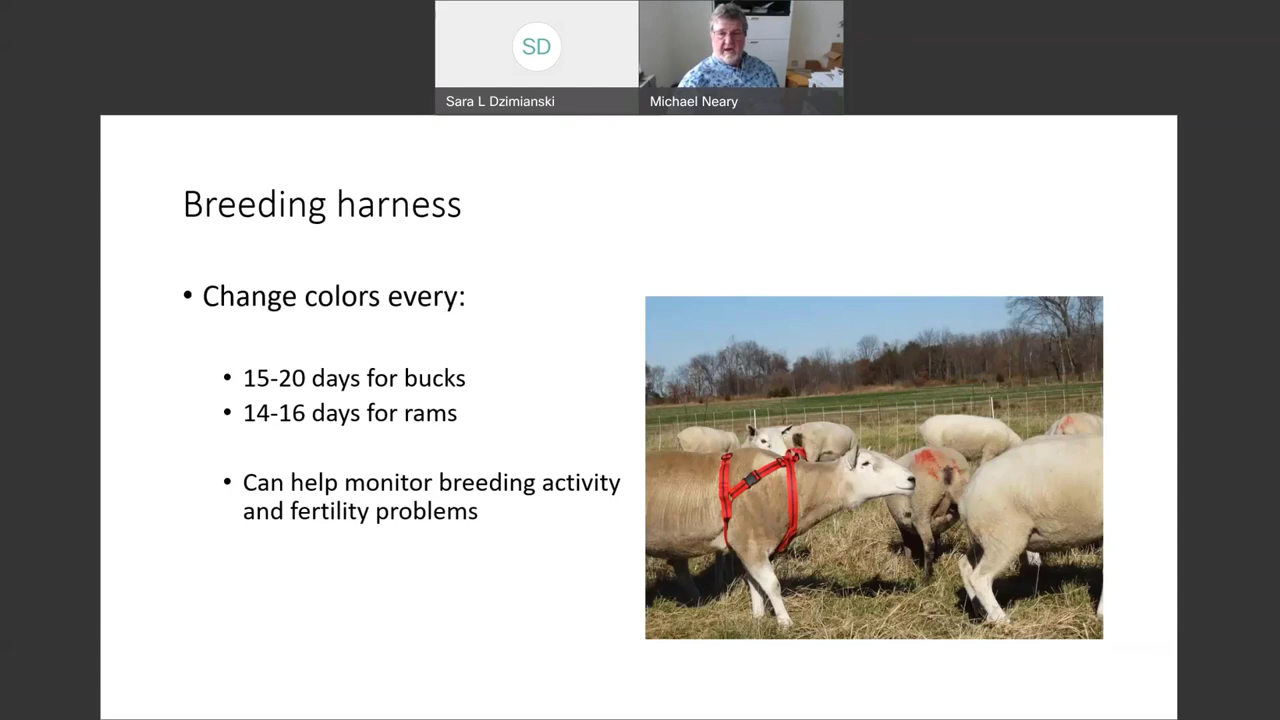 SD
Sara L Dzimianski
Michael Neary
Breeding harness
• Change colors every:
• 15-20 days for bucks
• 14-16 days for rams
• Can help monitor breeding activity
and fertility problems